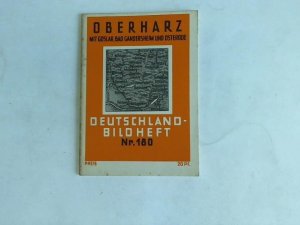 OBERHARZ
MIT GOSLAR, BAD GANDERSHEIM UND OSTERODE
DEUTSCHLAND-
BILDHEFT
Nr. 180
PREIS 20 Pf.